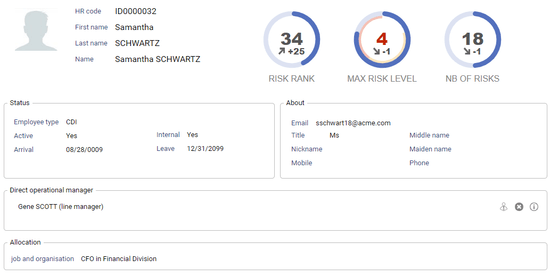 HR code ID0000032
First name Samantha
Last name SCHWARTZ
Name Samantha SCHWARTZ
34 4 18
+25 -1 -1
RISK RANK MAX RISK LEVEL NB OF RISKS
Status
Employee type CDI
Active Yes Internal Yes
Arrival 08/28/0009 Leave 12/31/2099
About
Email sschwart18@acme.com
Title Ms Middle name
Nickname Maiden name
Mobile Phone
Direct operational manager
Gene SCOTT (line manager)
Allocation
job and organisation CFO in Financial Division